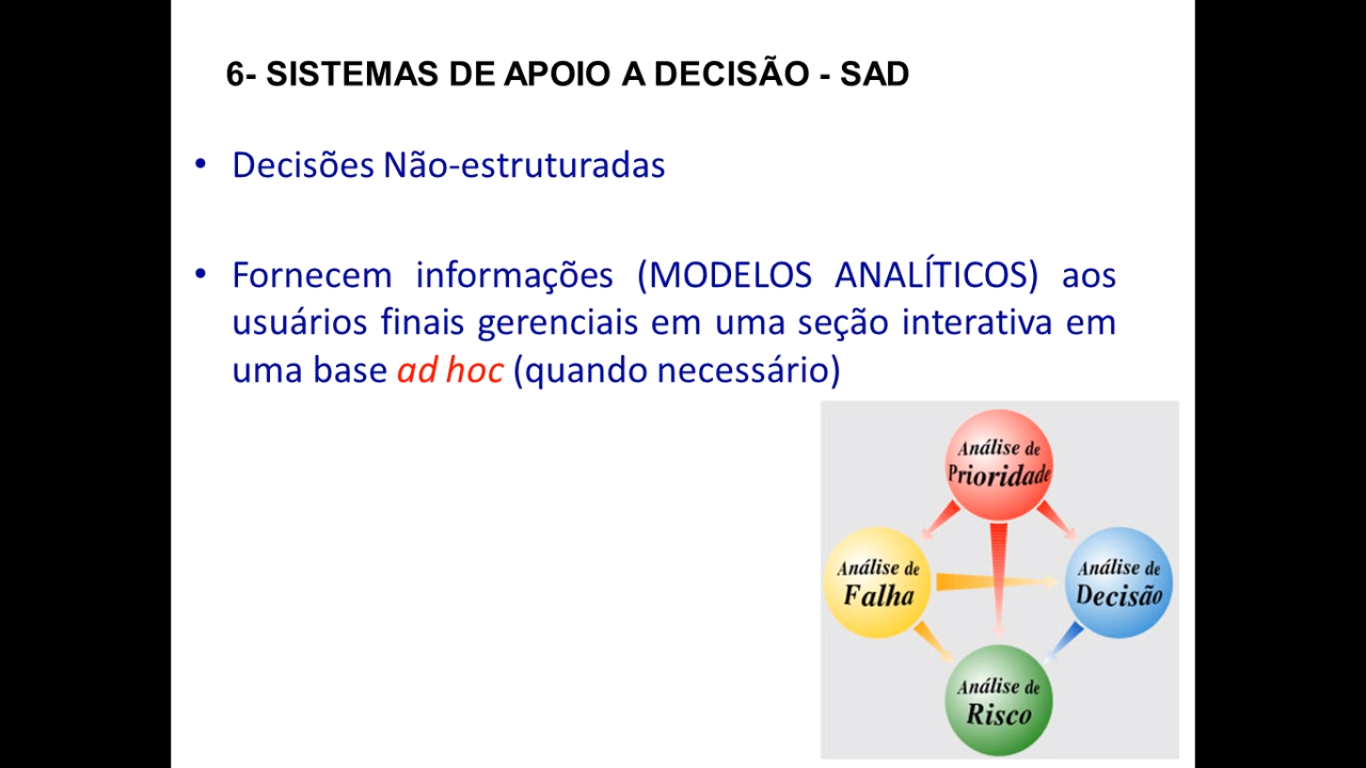 6- SISTEMAS DE APOIO A DECISÃO - SAD
• Decisões Não-estruturadas
• Fornecem informações (MODELOS ANALÍTICOS) aos
usuários finais gerenciais em uma seção interativa em
uma base ad hoc (quando necessário)
Análise de
Prioridade
Análise de
Falha
Análise de
Decisão
Análise de
Risco